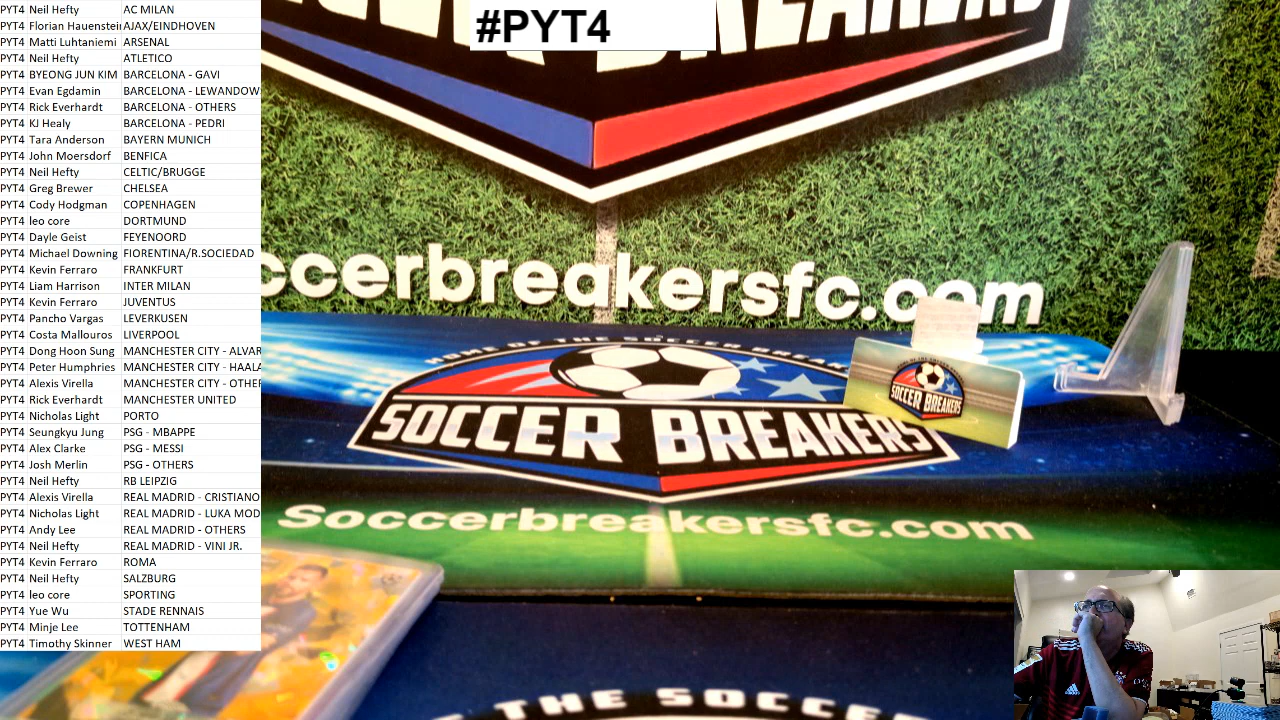 #PYT4
PYT4 Neil Hefty AC MILAN
PYT4 Florian Hauenstein AJAX/EINDHOVEN
PYT4 Matti Luhtaniemi ARSENAL
PYT4 Neil Hefty ATLETICO
PYT4 BYEONG JUN KIM BARCELONA - GAVI
PYT4 Evan Egdamin BARCELONA - LEWANDOW
PYT4 Rick Everhardt BARCELONA - OTHERS
PYT4 KJ Healy BARCELONA - PEDRI
PYT4 Tara Anderson BAYERN MUNICH
PYT4 John Moersdorf BENFICA
PYT4 Neil Hefty CELTIC/BRUGGE
PYT4 Greg Brewer CHELSEA
PYT4 Cody Hodgman COPENHAGEN
PYT4 leo core DORTMUND
PYT4 Dayle Geist FEYENOORD
PYT4 Michael Downing FIORENTINA/R.SOCIEDAD
PYT4 Kevin Ferraro FRANKFURT
PYT4 Liam Harrison INTER MILAN
PYT4 Kevin Ferraro JUVENTUS
PYT4 Pancho Vargas LEVERKUSEN
PYT4 Costa Mallouros LIVERPOOL
PYT4 Dong Hoon Sung MANCHESTER CITY - ALVAR
PYT4 Peter Humphries MANCHESTER CITY - HAALA
PYT4 Alexis Virella MANCHESTER CITY - OTHER
PYT4 Rick Everhardt MANCHESTER UNITED
PYT4 Nicholas Light PORTO
PYT4 Seungkyu Jung PSG - MBAPPE
PYT4 Alex Clarke PSG - MESSI
PYT4 Josh Merlin PSG - OTHERS
PYT4 Neil Hefty RB LEIPZIG
PYT4 Alexis Virella REAL MADRID - CRISTIANO
PYT4 Nicholas Light REAL MADRID - LUKA MOD
PYT4 Andy Lee REAL MADRID - OTHERS
PYT4 Neil Hefty REAL MADRID - VINI JR.
PYT4 Kevin Ferraro ROMA
PYT4 Neil Hefty SALZBURG
PYT4 leo core SPORTING
PYT4 Yue Wu STADE RENNAIS
PYT4 Minje Lee TOTTENHAM
PYT4 Timothy Skinner WEST HAM
BREAKERS
ccerbreakersfc.com
SOCCER BREAKERS
SOCCER BREAKERS
Soccerbreakersfc.com
THE SOCCER